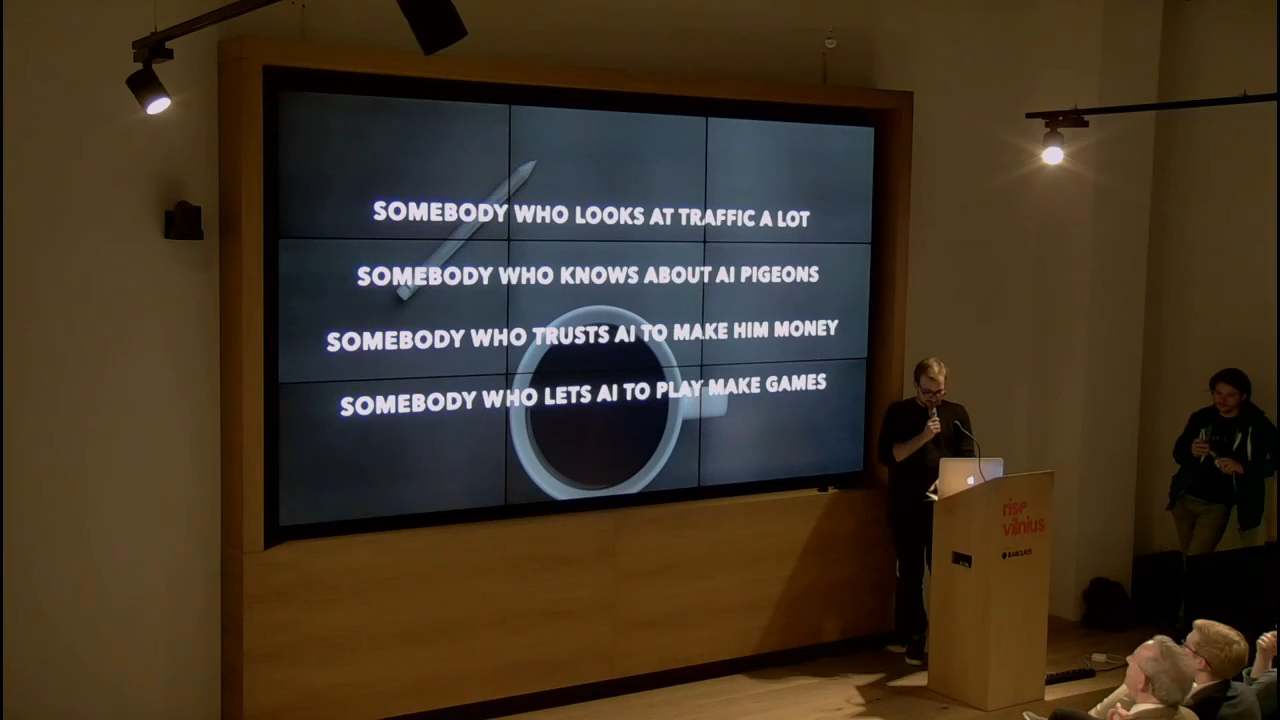 SOMEBODY WHO LOOKS AT TRAFFIC A LOT
SOMEBODY WHO KNOWS ABOUT AI PIGEONS
SOMEBODY WHO TRUSTS AI TO MAKE HIM MONEY
SOMEBODY WHO LETS AI TO PLAY MAKE GAMES
rise
vilnius
BARCLAYS